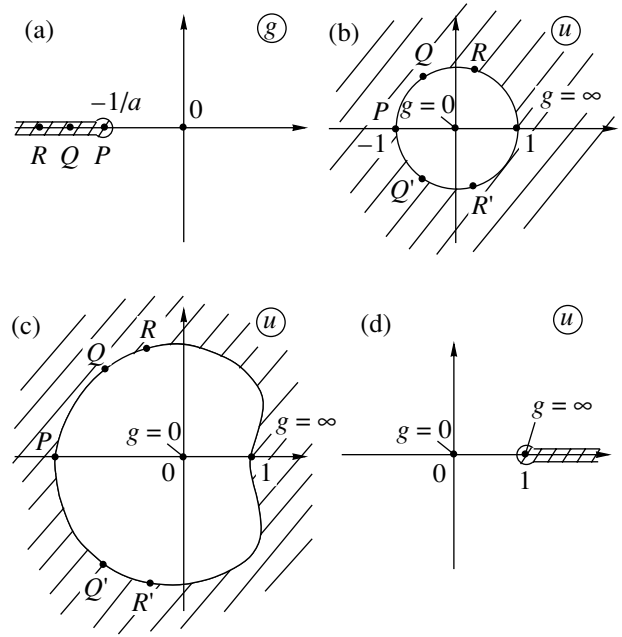 (a)
g
−1/a
0
R Q P
(b)
u
Q R
P g = 0 g = ∞
−1 1
Q' R'
(c)
u
R
Q
P g = 0 g = ∞
0 1
Q' R'
(d)
u
g = ∞
g = 0
0 1